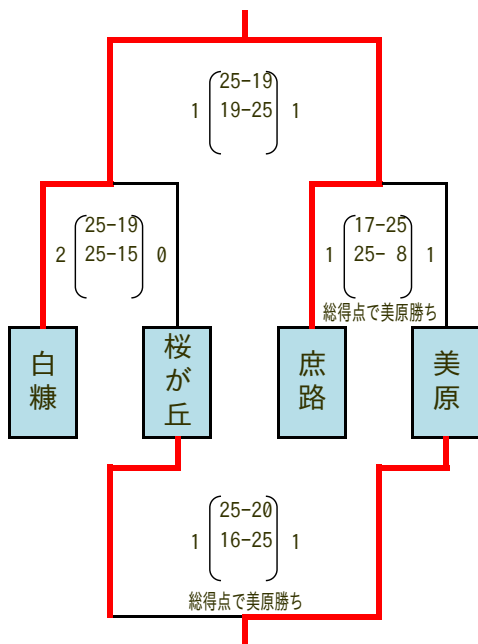 25-19
1 19-25 1
25-19
2 25-15 0
17-25
1 25- 8 1
総得点で美原勝ち
白糠
桜が丘
庶路
美原
25-20
1 16-25 1
総得点で美原勝ち